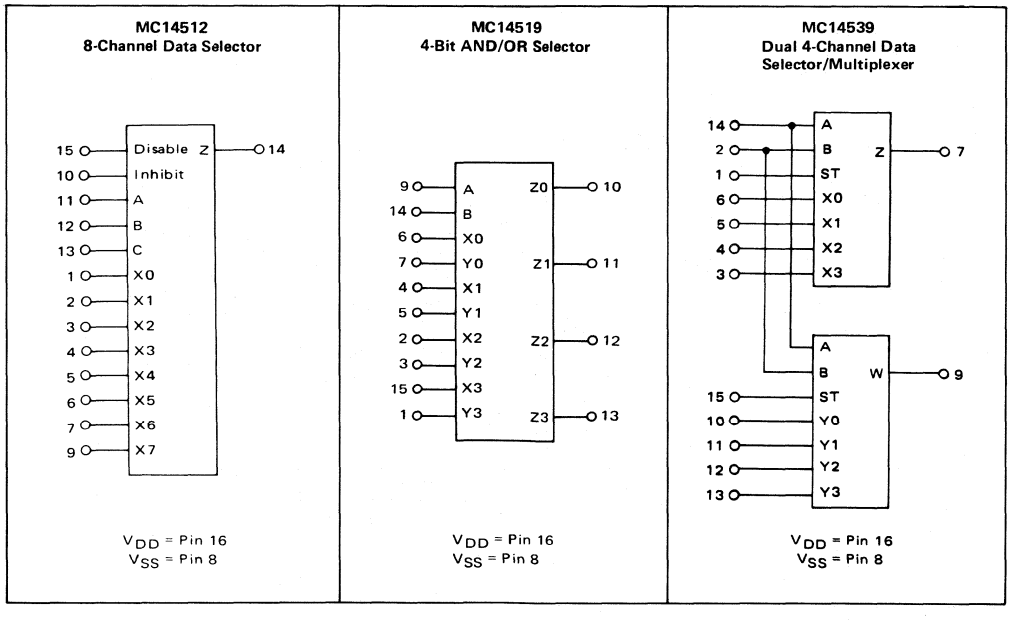 MC14512
8-Channel Data Selector
15 Disable Z 14
10 Inhibit
11 A
12 B
13 C
1 X0
2 X1
3 X2
4 X3
5 X4
6 X5
7 X6
9 X7
VDD = Pin 16
VSS = Pin 8
MC14519
4-Bit AND/OR Selector
9 A Z0 10
14 B
6 X0
7 Y0 Z1 11
4 X1
5 Y1
2 X2 Z2 12
3 Y2
15 X3
1 Y3 Z3 13
VDD = Pin 16
VSS = Pin 8
MC14539
Dual 4-Channel Data
Selector/Multiplexer
14 A
2 B Z 7
1 ST
6 X0
5 X1
4 X2
3 X3
A
B W 9
15 ST
10 Y0
11 Y1
12 Y2
13 Y3
VDD = Pin 16
VSS = Pin 8